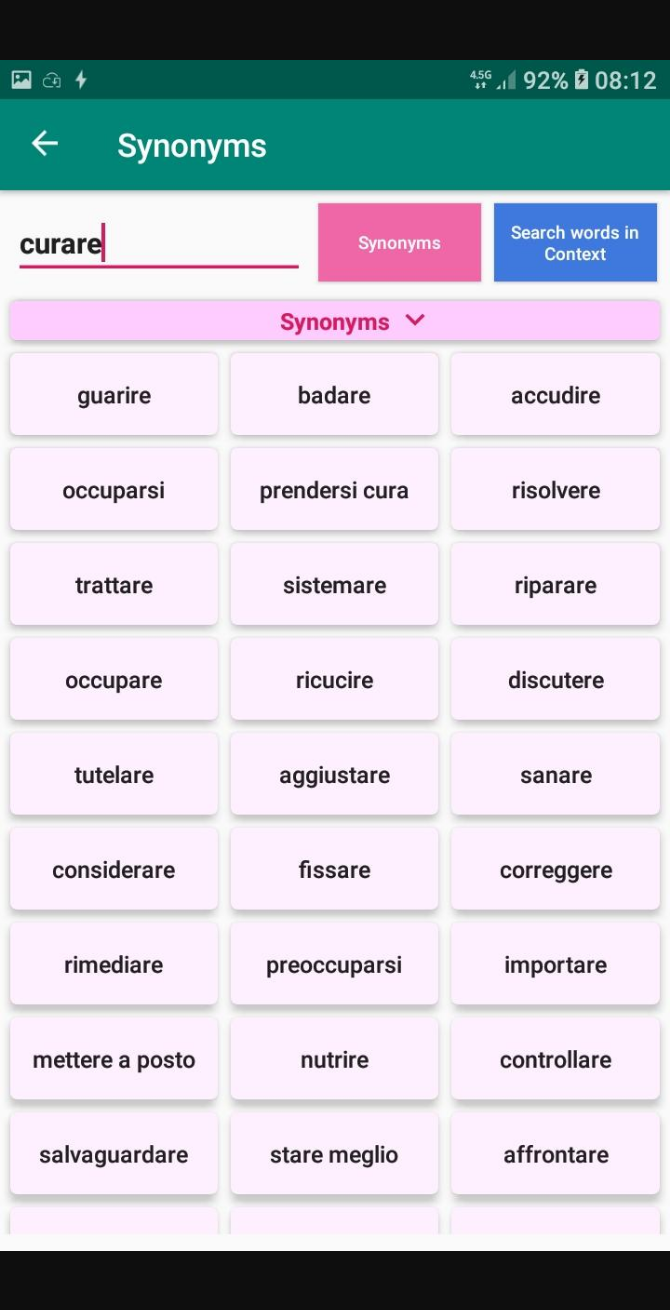 4.5G 92% 08:12
Synonyms
curare
Synonyms
Search words in
Context
Synonyms
guarire badare accudire
occuparsi prendersi cura risolvere
trattare sistemare riparare
occupare ricucire discutere
tutelare aggiustare sanare
considerare fissare correggere
rimediare preoccuparsi importare
mettere a posto nutrire controllare
salvaguardare stare meglio affrontare